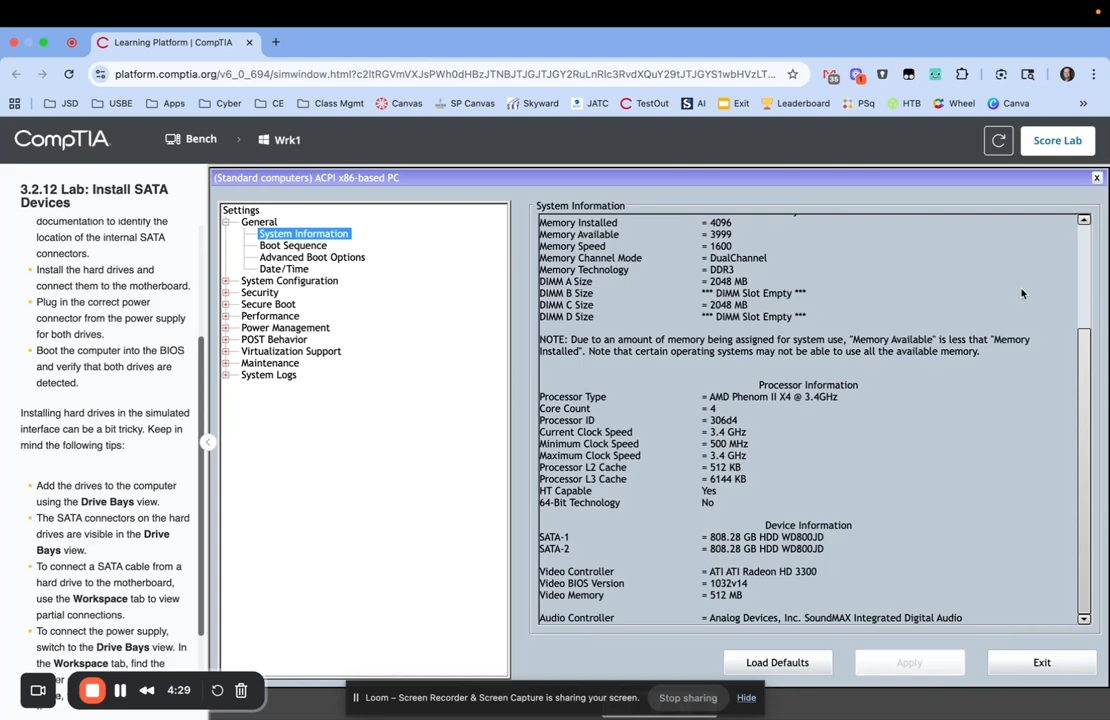 Learning Platform | CompTIA
platform.comptia.org/v6_0_694/simwindow.html?c2ltRGVmVXJsPWh0dHBzJTNBJTJGJTJGY2RuLnRlc3RvdXQuY29tJTJGYS1wbHVzLT...
35
1
JSD
USBE
Apps
Cyber
CE
Class Mgmt
Canvas
SP Canvas
Skyward
JATC
TestOut
AI
Exit
Leaderboard
PSq
HTB
Wheel
Canva
CompTIA
Bench
Wrk1
Score Lab
3.2.12 Lab: Install SATA
Devices
documentation to identify the
location of the internal SATA
connectors.
Install the hard drives and
connect them to the motherboard.
Plug in the correct power
connector from the power supply
for both drives.
Boot the computer into the BIOS
and verify that both drives are
detected.
Installing hard drives in the simulated
interface can be a bit tricky. Keep in
mind the following tips:
Add the drives to the computer
using the Drive Bays view.
The SATA connectors on the hard
drives are visible in the Drive
Bays view.
To connect a SATA cable from a
hard drive to the motherboard,
use the Workspace tab to view
partial connections.
To connect the power supply,
switch to the Drive Bays view. In
the Workspace tab, find the
(Standard computers) ACPI x86-based PC
x
Settings
General
System Information
Boot Sequence
Advanced Boot Options
Date/Time
System Configuration
Security
Secure Boot
Performance
Power Management
POST Behavior
Virtualization Support
Maintenance
System Logs
System Information
Memory Installed = 4096
Memory Available = 3999
Memory Speed = 1600
Memory Channel Mode = DualChannel
Memory Technology = DDR3
DIMM A Size = 2048 MB
DIMM B Size *** DIMM Slot Empty ***
DIMM C Size = 2048 MB
DIMM D Size *** DIMM Slot Empty ***
NOTE: Due to an amount of memory being assigned for system use, "Memory Available" is less that "Memory
Installed". Note that certain operating systems may not be able to use all the available memory.
Processor Information
Processor Type = AMD Phenom II X4 @ 3.4GHz
Core Count = 4
Processor ID = 306d4
Current Clock Speed = 3.4 GHz
Minimum Clock Speed = 500 MHz
Maximum Clock Speed = 3.4 GHz
Processor L2 Cache = 512 KB
Processor L3 Cache = 6144 KB
HT Capable Yes
64-Bit Technology No
Device Information
SATA-1 = 808.28 GB HDD WD800JD
SATA-2 = 808.28 GB HDD WD800JD
Video Controller = ATI ATI Radeon HD 3300
Video BIOS Version = 1032v14
Video Memory = 512 MB
Audio Controller = Analog Devices, Inc. SoundMAX Integrated Digital Audio
Load Defaults
Apply
Exit
4:29
Loom – Screen Recorder & Screen Capture is sharing your screen.
Stop sharing
Hide